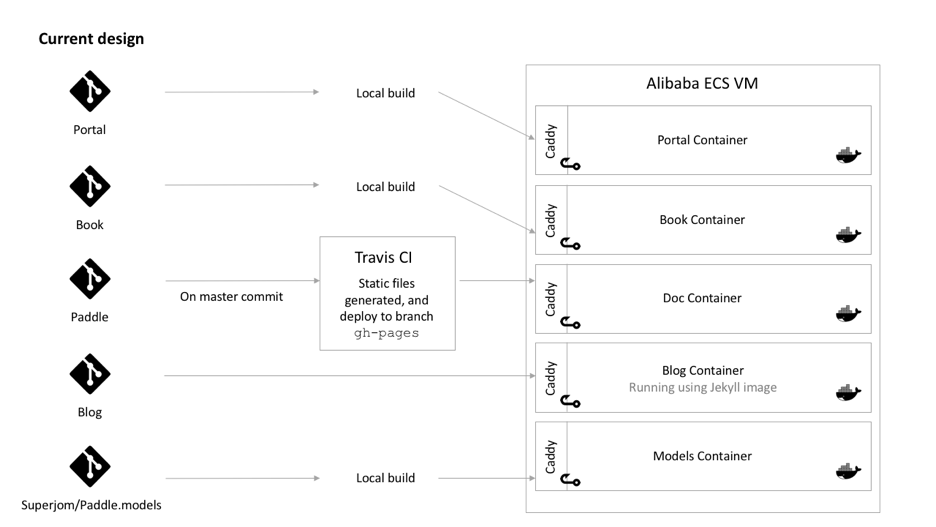 Current design
Alibaba ECS VM
Portal
Local build
Caddy
Portal Container
Book
Local build
Caddy
Book Container
Paddle
On master commit
Travis CI
Static files
generated, and
deploy to branch
gh-pages
Caddy
Doc Container
Blog
Caddy
Blog Container
Running using Jekyll image
Superjom/Paddle.models
Local build
Caddy
Models Container